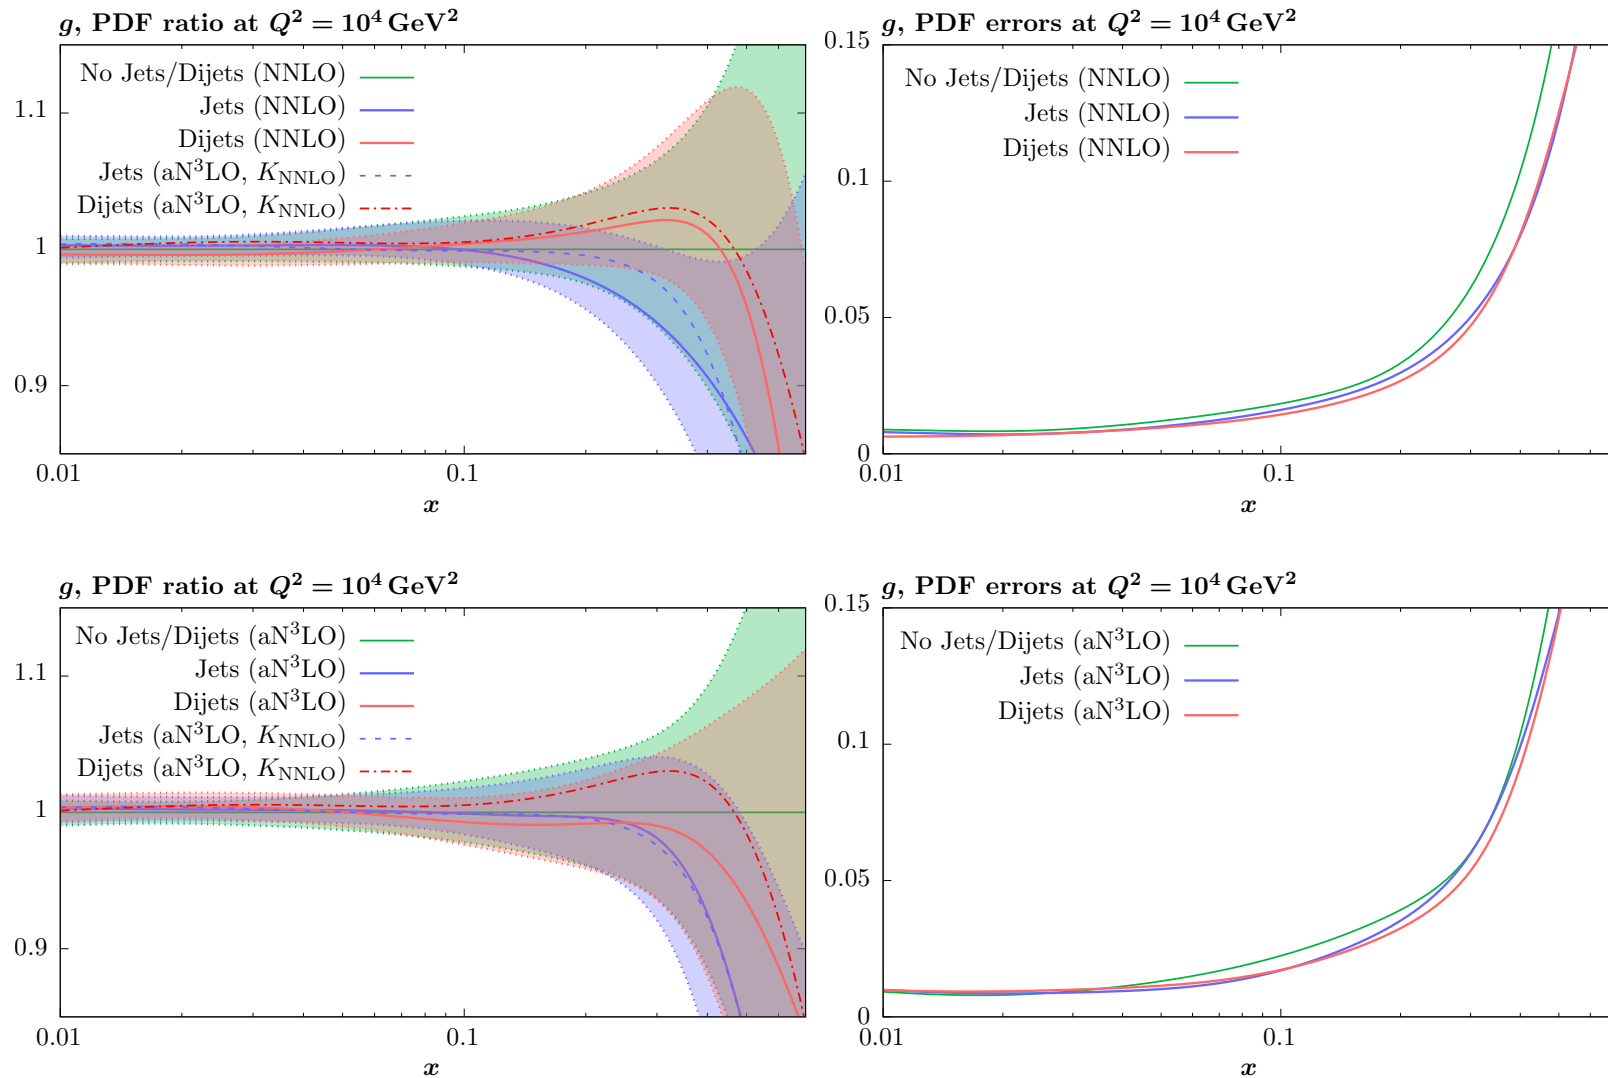 g, PDF ratio at Q² = 10⁴ GeV²
No Jets/Dijets (NNLO)
Jets (NNLO)
Dijets (NNLO)
Jets (aN³LO, K_NNLO)
Dijets (aN³LO, K_NNLO)
1.1
1
0.9
0.01
0.1
x
g, PDF errors at Q² = 10⁴ GeV²
No Jets/Dijets (NNLO)
Jets (NNLO)
Dijets (NNLO)
0.15
0.1
0.05
0
0.01
0.1
x
g, PDF ratio at Q² = 10⁴ GeV²
No Jets/Dijets (aN³LO)
Jets (aN³LO)
Dijets (aN³LO)
Jets (aN³LO, K_NNLO)
Dijets (aN³LO, K_NNLO)
1.1
1
0.9
0.01
0.1
x
g, PDF errors at Q² = 10⁴ GeV²
No Jets/Dijets (aN³LO)
Jets (aN³LO)
Dijets (aN³LO)
0.15
0.1
0.05
0
0.01
0.1
x